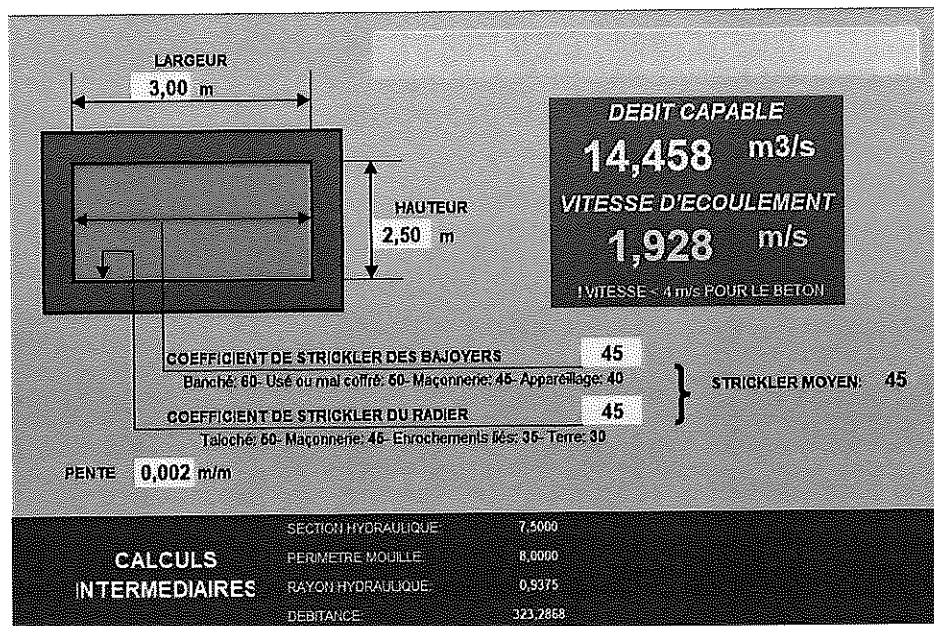 LARGEUR
3,00 m
HAUTEUR
2,50 m
DEBIT CAPABLE
14,458 m3/s
VITESSE D'ECOULEMENT
1,928 m/s
! VITESSE < 4 m/s POUR LE BETON
COEFFICIENT DE STRICKLER DES BAJOYERS 45
Banché: 60- Usé ou mal coffré: 50- Maçonnerie: 45- Appareillage: 40
COEFFICIENT DE STRICKLER DU RADIER 45
Taloché: 60- Maçonnerie: 45- Enrochements liés: 35- Terre: 30
STRICKLER MOYEN: 45
PENTE 0,002 m/m
CALCULS
INTERMEDIAIRES
SECTION HYDRAULIQUE: 7,5000
PERIMETRE MOUILLE: 8,0000
RAYON HYDRAULIQUE: 0,9375
DEBITANCE: 323,2868